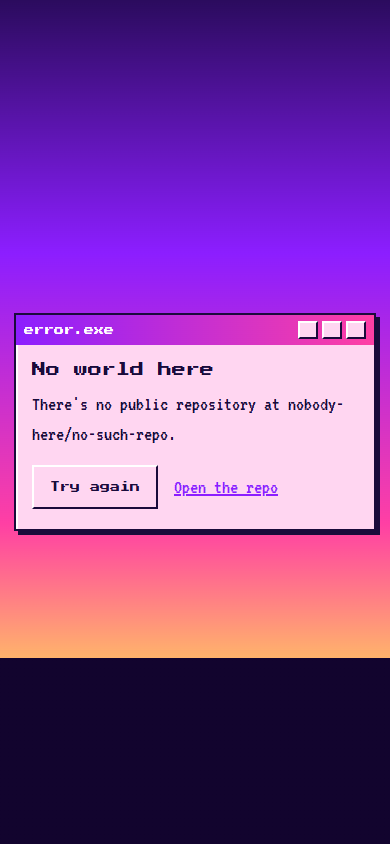 error.exe
No world here
There's no public repository at nobody-
here/no-such-repo.
Try again
Open the repo